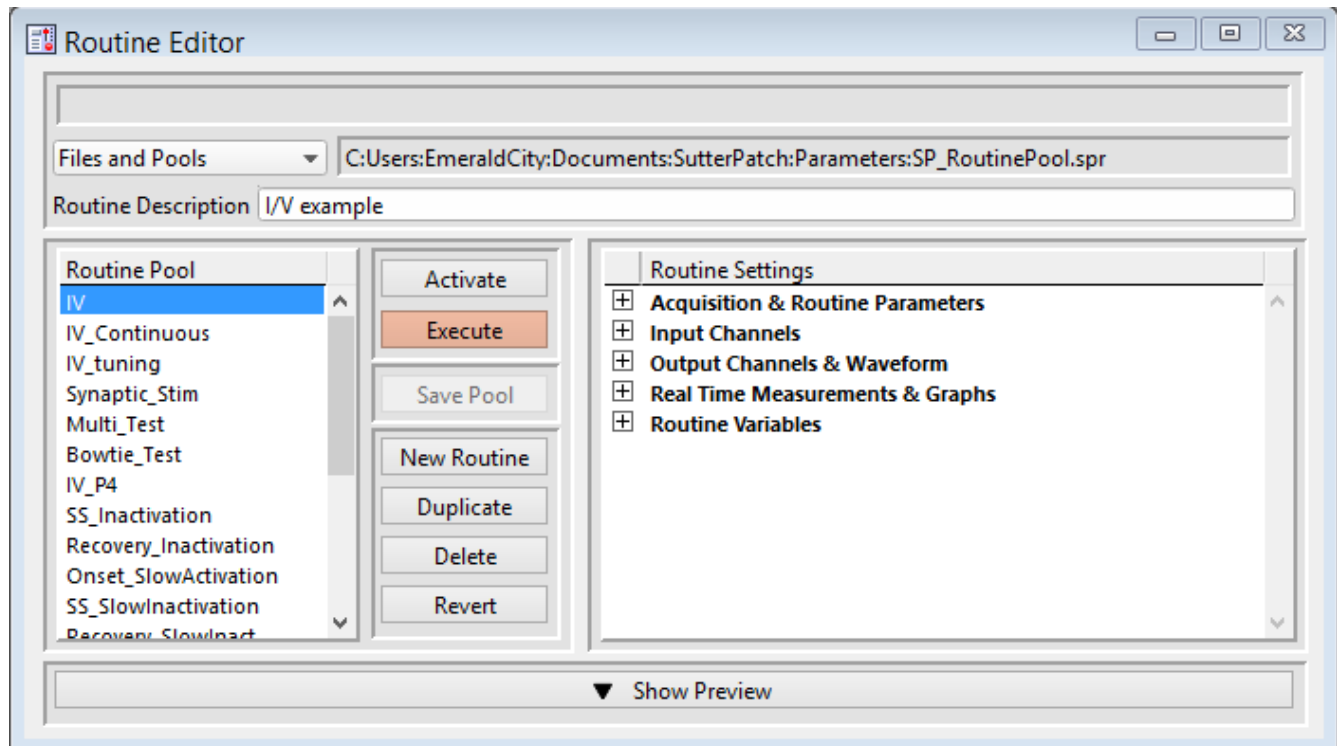 Routine Editor
Files and Pools
C:Users:EmeraldCity:Documents:SutterPatch:Parameters:SP_RoutinePool.spr
Routine Description
I/V example
Routine Pool
IV
IV_Continuous
IV_tuning
Synaptic_Stim
Multi_Test
Bowtie_Test
IV_P4
SS_Inactivation
Recovery_Inactivation
Onset_SlowActivation
SS_SlowInactivation
Recovery_SlowInact
Activate
Execute
Save Pool
New Routine
Duplicate
Delete
Revert
Routine Settings
Acquisition & Routine Parameters
Input Channels
Output Channels & Waveform
Real Time Measurements & Graphs
Routine Variables
Show Preview